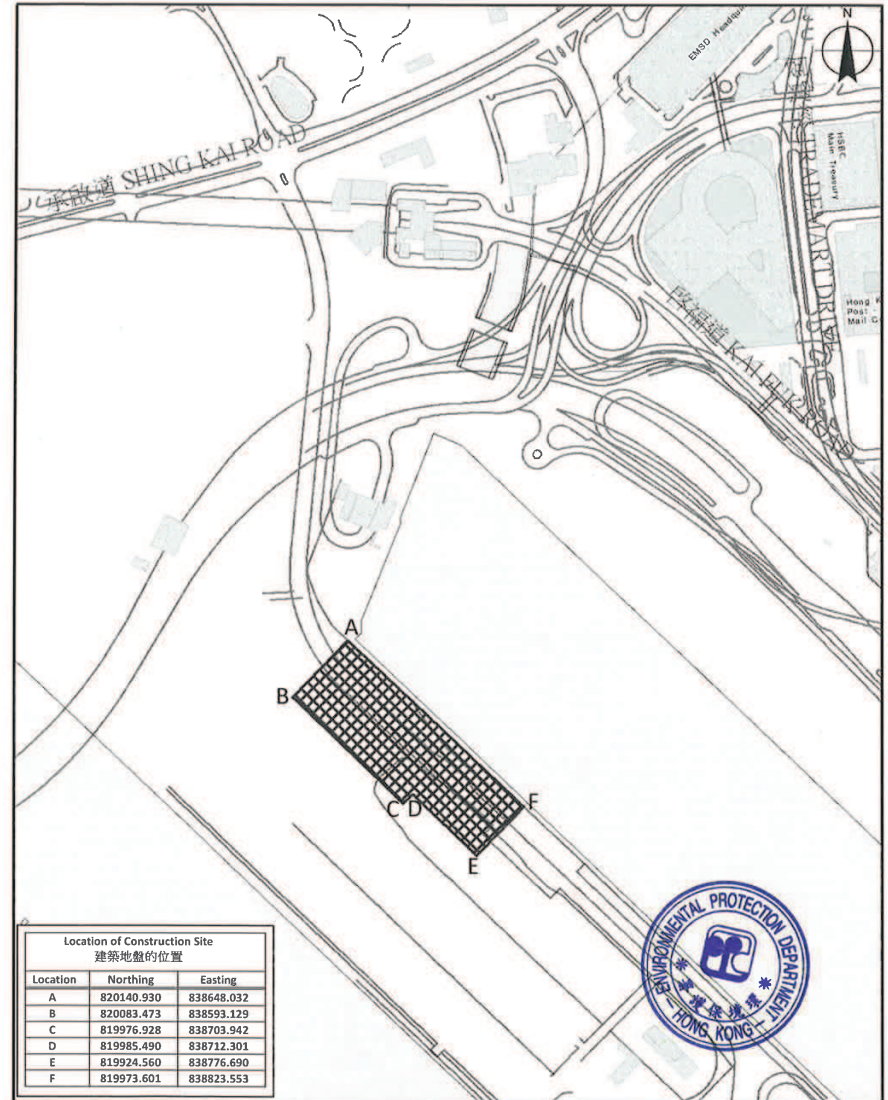 N
EMSD Headqua
承啟道 SHING KAI ROAD
HSBC
Main Treasury
TRADEMART DRIVE
Hong K
Post
Mail C
啟福道 KAI FUK ROAD
A
B
C D
E
F
Location of Construction Site
建築地盤的位置
Location Northing Easting
A 820140.930 838648.032
B 820083.473 838593.129
C 819976.928 838703.942
D 819985.490 838712.301
E 819924.560 838776.690
F 819973.601 838823.553
ENVIRONMENTAL PROTECTION DEPARTMENT
HONG KONG
署護保境環